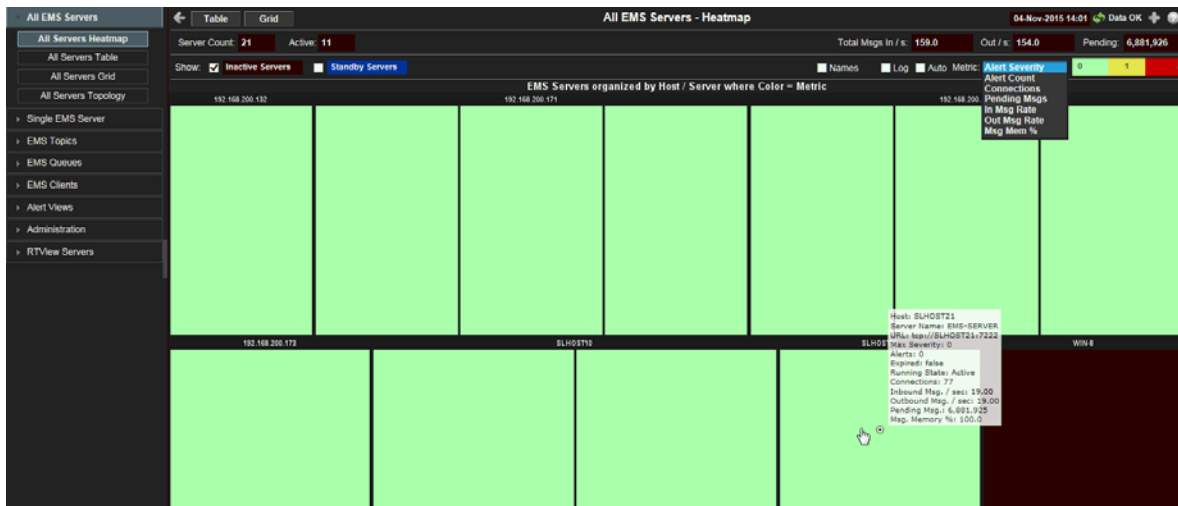 All EMS Servers
All Servers Heatmap
All Servers Table
All Servers Grid
All Servers Topology
Single EMS Server
EMS Topics
EMS Queues
EMS Clients
Alert Views
Administration
RTView Servers
Table Grid All EMS Servers - Heatmap 04-Nov-2015 14:01 Data OK
Server Count: 21 Active: 11 Total Msgs In / s: 159.0 Out / s: 154.0 Pending: 6,881,926
Show: Inactive Servers Standby Servers Names Log Auto Metric: Alert Severity 0 1
Alert Count
Connections
Pending Msgs
In Msg Rate
Out Msg Rate
Msg Mem %
EMS Servers organized by Host / Server where Color = Metric
192.168.200.132 192.168.200.171 192.168.200.
Host: SLHOST21
Server Name: EMS-SERVER
URL: tcp://SLHOST21:7222
Max Severity: 0
Alerts: 0
Expired: false
Running State: Active
Connections: 77
Inbound Msg. / sec: 19.00
Outbound Msg. / sec: 19.00
Pending Msg.: 6,881,925
Msg. Memory %: 100.0
192.168.200.173 SLHOST10 SLHOS WIN-8